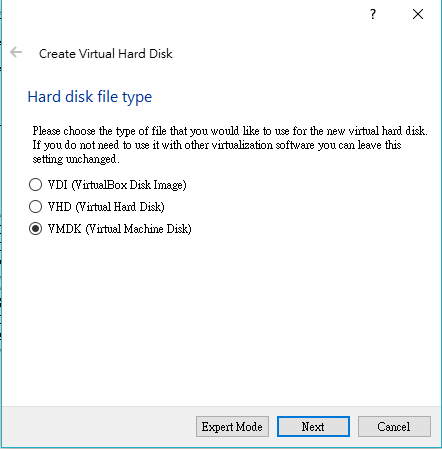 ?
Create Virtual Hard Disk
Hard disk file type
Please choose the type of file that you would like to use for the new virtual hard disk.
If you do not need to use it with other virtualization software you can leave this
setting unchanged.
VDI (VirtualBox Disk Image)
VHD (Virtual Hard Disk)
VMDK (Virtual Machine Disk)
Expert Mode Next Cancel